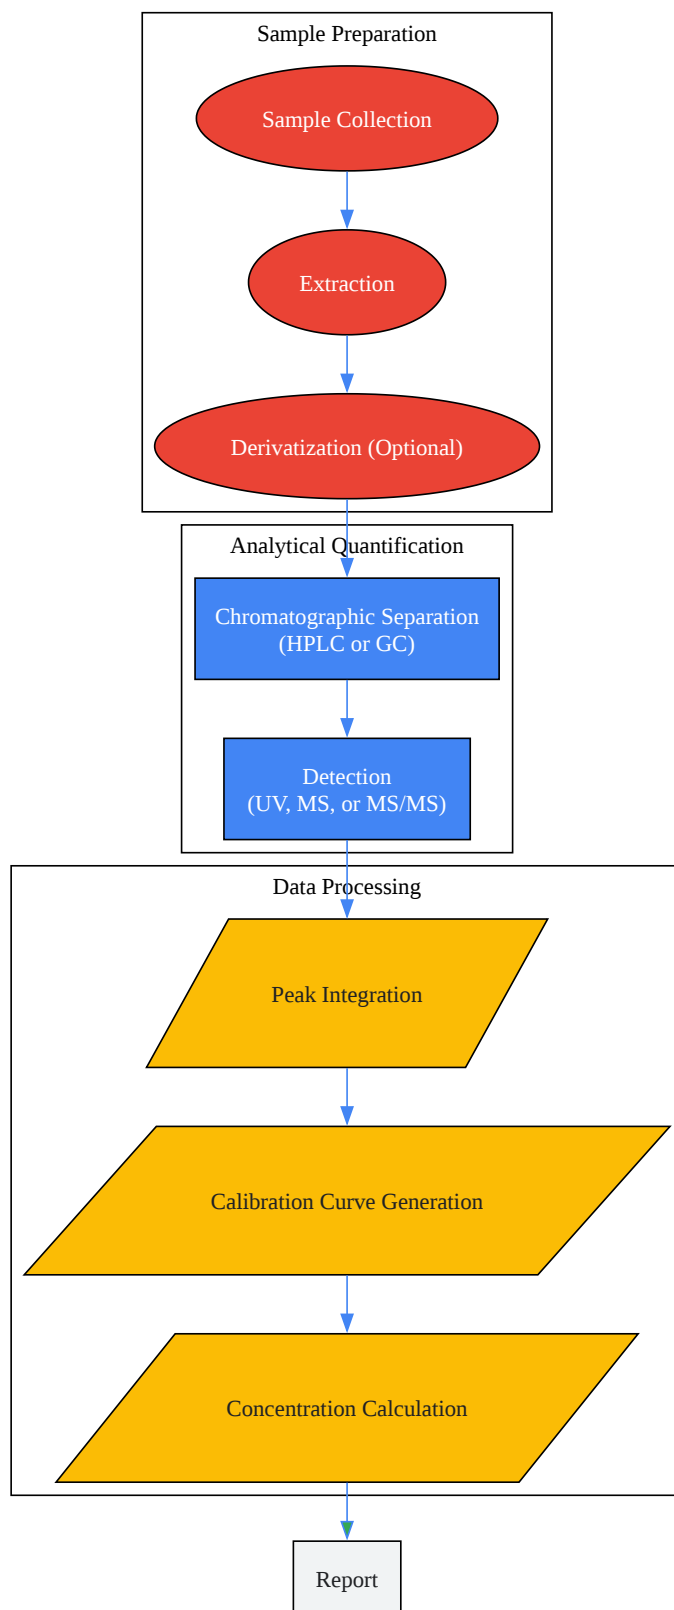 Sample Preparation
Sample Collection
Extraction
Derivatization (Optional)
Analytical Quantification
Chromatographic Separation
(HPLC or GC)
Detection
(UV, MS, or MS/MS)
Data Processing
Peak Integration
Calibration Curve Generation
Concentration Calculation
Report